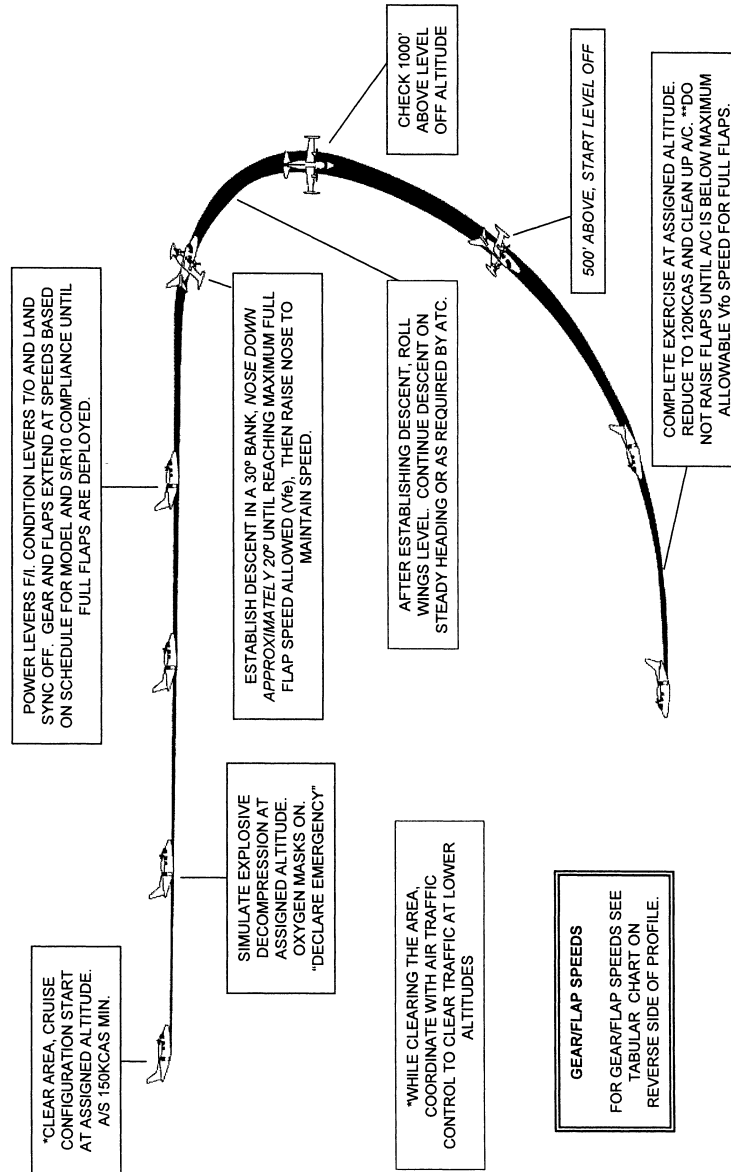 *CLEAR AREA, CRUISE
CONFIGURATION START
AT ASSIGNED ALTITUDE.
A/S 150KCAS MIN.
SIMULATE EXPLOSIVE
DECOMPRESSION AT
ASSIGNED ALTITUDE.
OXYGEN MASKS ON.
"DECLARE EMERGENCY"
POWER LEVERS F/I. CONDITION LEVERS T/O AND LAND
SYNC OFF. GEAR AND FLAPS EXTEND AT SPEEDS BASED
ON SCHEDULE FOR MODEL AND S/R10 COMPLIANCE UNTIL
FULL FLAPS ARE DEPLOYED.
ESTABLISH DESCENT IN A 30° BANK, NOSE DOWN
APPROXIMATELY 20° UNTIL REACHING MAXIMUM FULL
FLAP SPEED ALLOWED (Vfe), THEN RAISE NOSE TO
MAINTAIN SPEED.
AFTER ESTABLISHING DESCENT, ROLL
WINGS LEVEL. CONTINUE DESCENT ON
STEADY HEADING OR AS REQUIRED BY ATC.
CHECK 1000'
ABOVE LEVEL
OFF ALTITUDE
500' ABOVE, START LEVEL OFF
COMPLETE EXERCISE AT ASSIGNED ALTITUDE.
REDUCE TO 120KCAS AND CLEAN UP A/C. **DO
NOT RAISE FLAPS UNTIL A/C IS BELOW MAXIMUM
ALLOWABLE Vfo SPEED FOR FULL FLAPS.
*WHILE CLEARING THE AREA,
COORDINATE WITH AIR TRAFFIC
CONTROL TO CLEAR TRAFFIC AT LOWER
ALTITUDES
GEAR/FLAP SPEEDS
FOR GEAR/FLAP SPEEDS SEE
TABULAR CHART ON
REVERSE SIDE OF PROFILE.